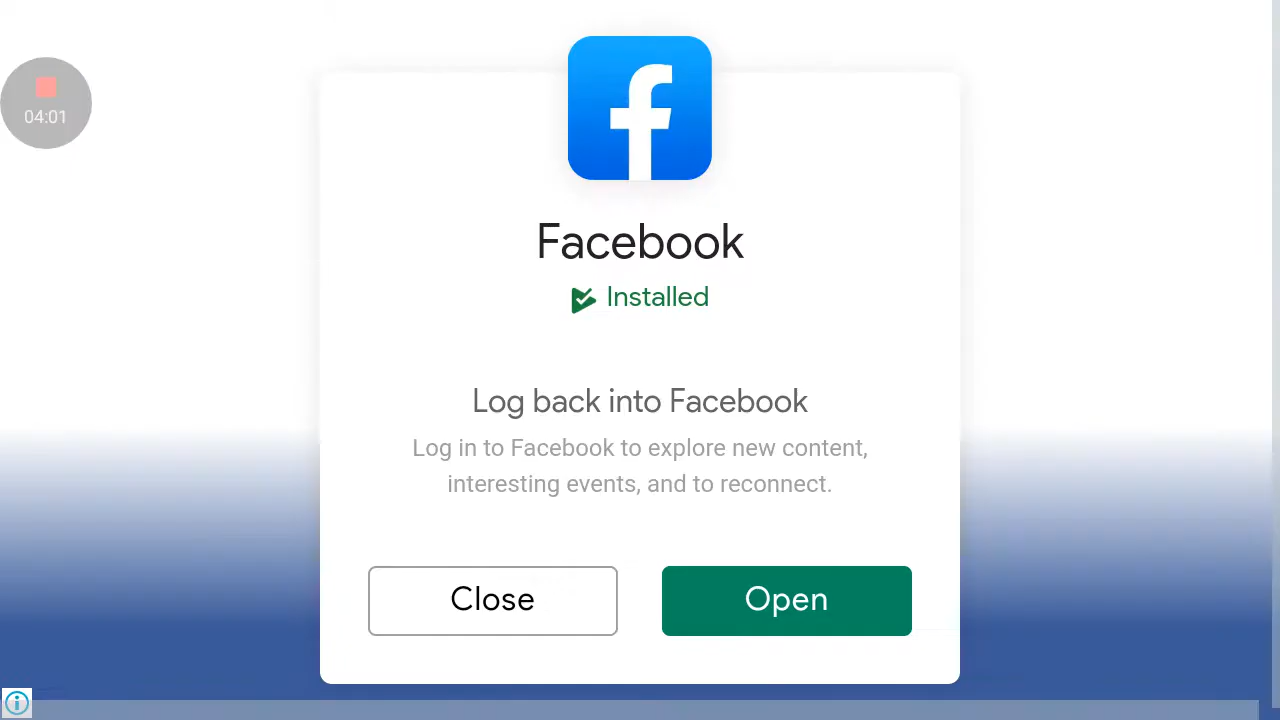 04:01
Facebook
Installed
Log back into Facebook
Log in to Facebook to explore new content,
interesting events, and to reconnect.
Close
Open